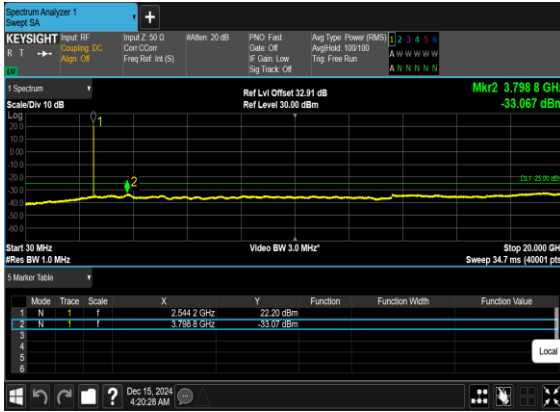 Spectrum Analyzer 1
Swept SA
+
KEYSIGHT Input: RF Input Z: 50 Ω #Atten: 20 dB PNO: Fast Avg Type: Power (RMS) 1 2 3 4 5 6
R T Coupling: DC Corr CCorr Gate: Off Avg|Hold: 100/100 A W W W W W
Align: Off Freq Ref: Int (S) IF Gain: Low Trig: Free Run
Sig Track: Off A N N N N N
1 Spectrum Ref Lvl Offset 32.91 dB Mkr2 3.798 8 GHz
Scale/Div 10 dB Ref Level 30.00 dBm -33.067 dBm
Log
20.0
10.0
0.00
-10.0
-20.0
-30.0
-40.0
-50.0
-60.0
1
2
Start 30 MHz Video BW 3.0 MHz* Stop 20.000 GHz
#Res BW 1.0 MHz Sweep 34.7 ms (40001 pts)
5 Marker Table
Mode Trace Scale X Y Function Function Width Function Value
1 N 1 f 2.544 2 GHz 22.20 dBm
2 N 1 f 3.798 8 GHz -33.07 dBm
3
4
5
6
Local
? Dec 15, 2024
4:20:28 AM